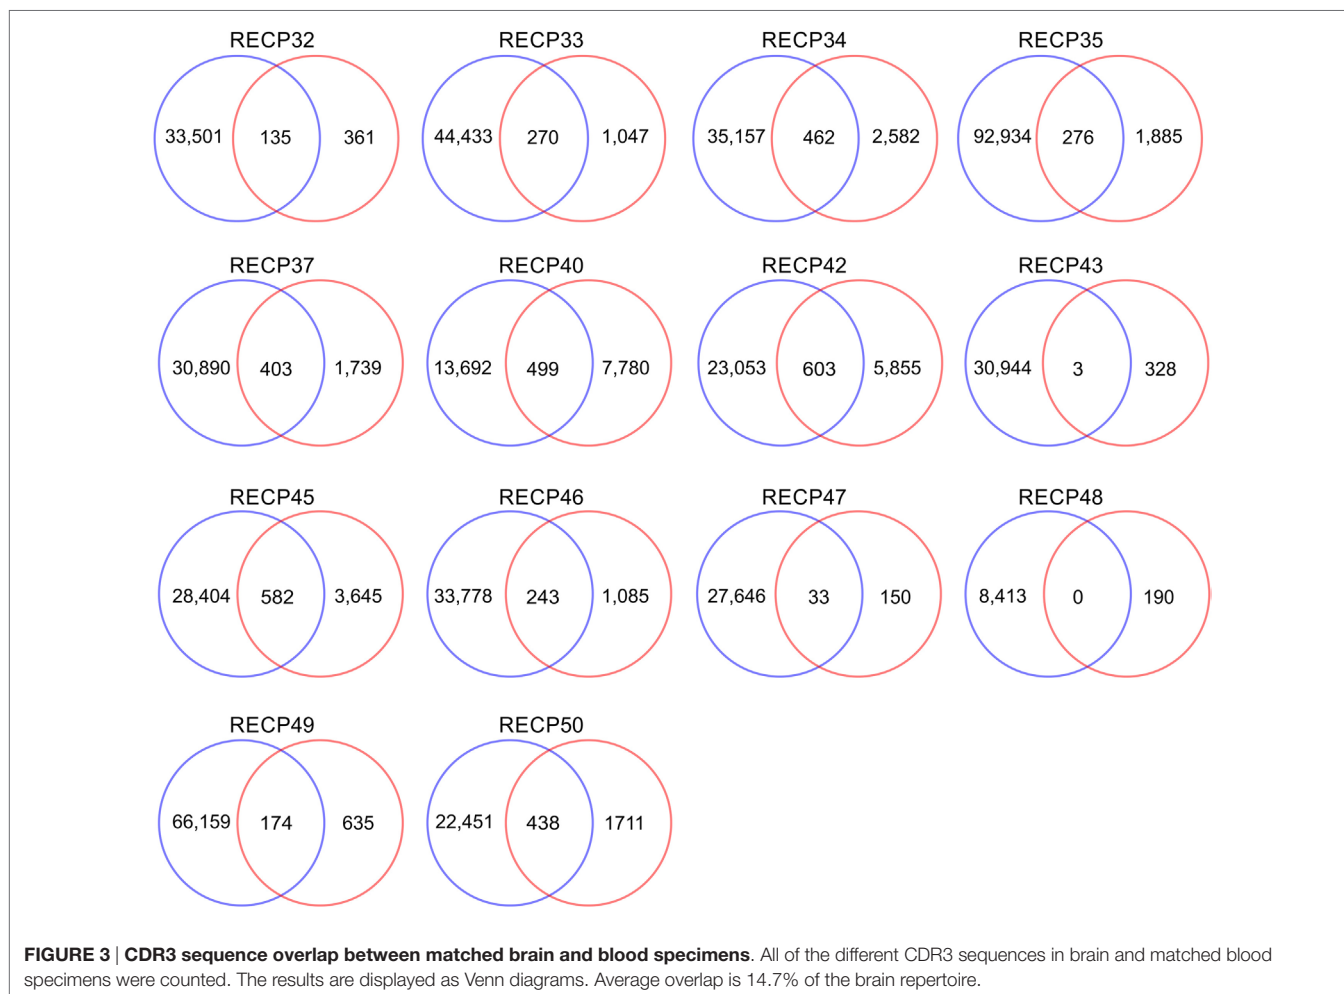 RECP32 RECP33 RECP34 RECP35
33,501 135 361 44,433 270 1,047 35,157 462 2,582 92,934 276 1,885
RECP37 RECP40 RECP42 RECP43
30,890 403 1,739 13,692 499 7,780 23,053 603 5,855 30,944 3 328
RECP45 RECP46 RECP47 RECP48
28,404 582 3,645 33,778 243 1,085 27,646 33 150 8,413 0 190
RECP49 RECP50
66,159 174 635 22,451 438 1711
FIGURE 3 | CDR3 sequence overlap between matched brain and blood specimens. All of the different CDR3 sequences in brain and matched blood
specimens were counted. The results are displayed as Venn diagrams. Average overlap is 14.7% of the brain repertoire.